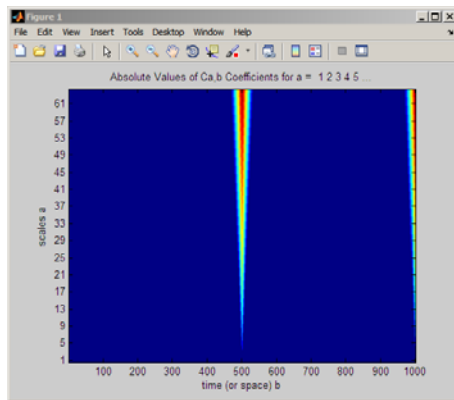 Figure 1
File Edit View Insert Tools Desktop Window Help
Absolute Values of Ca,b Coefficients for a = 1 2 3 4 5 ...
61
57
53
49
45
41
37
33
29
25
21
17
13
9
5
1
scales a
100 200 300 400 500 600 700 800 900 1000
time (or space) b